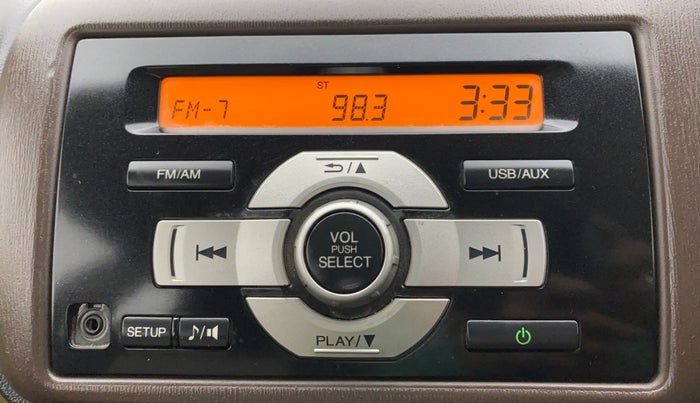 ST
FM-7 98.3 3:33
FM/AM
USB/AUX
VOL
PUSH
SELECT
SETUP
PLAY/▼